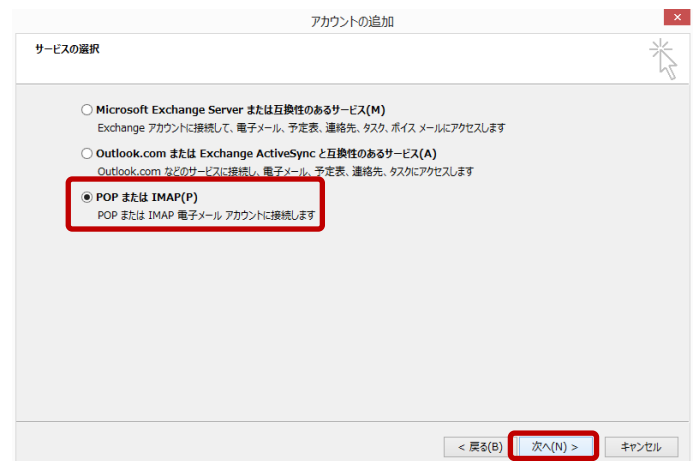 アカウントの追加
×
サービスの選択
Microsoft Exchange Server または互換性のあるサービス(M)
Exchange アカウントに接続して、電子メール、予定表、連絡先、タスク、ボイス メールにアクセスします
Outlook.com または Exchange ActiveSync と互換性のあるサービス(A)
Outlook.com などのサービスに接続し、電子メール、予定表、連絡先、タスクにアクセスします
POP または IMAP(P)
POP または IMAP 電子メール アカウントに接続します
< 戻る(B) 次へ(N) > キャンセル